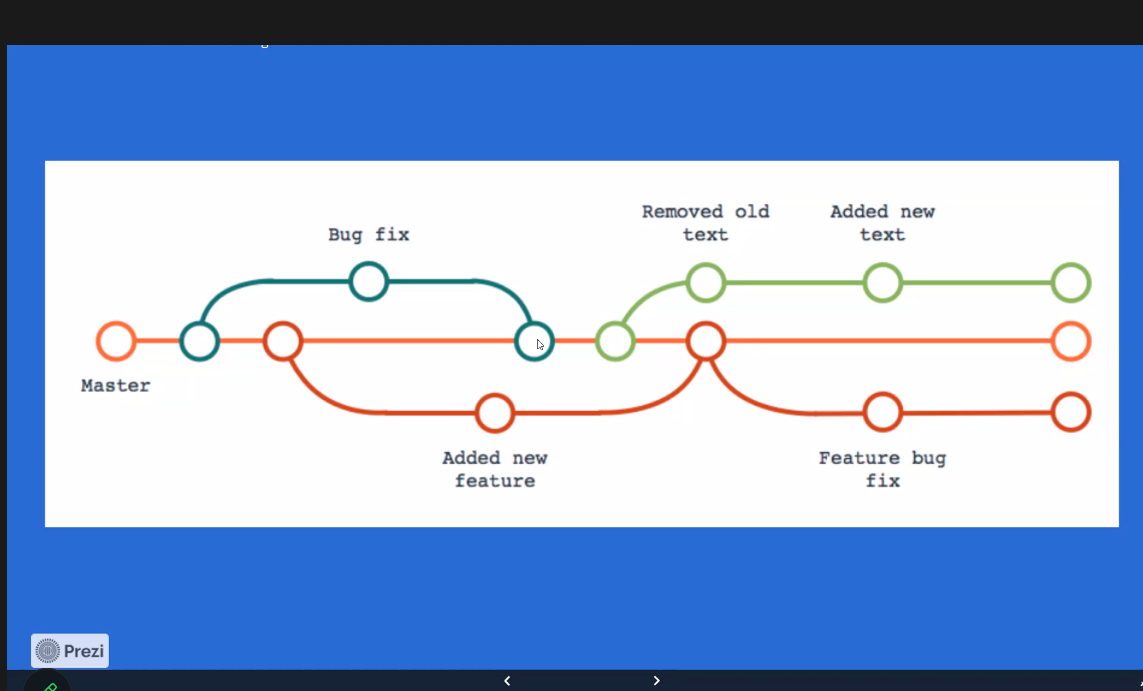 Bug fix
Removed old
text
Added new
text
Master
Added new
feature
Feature bug
fix
Prezi